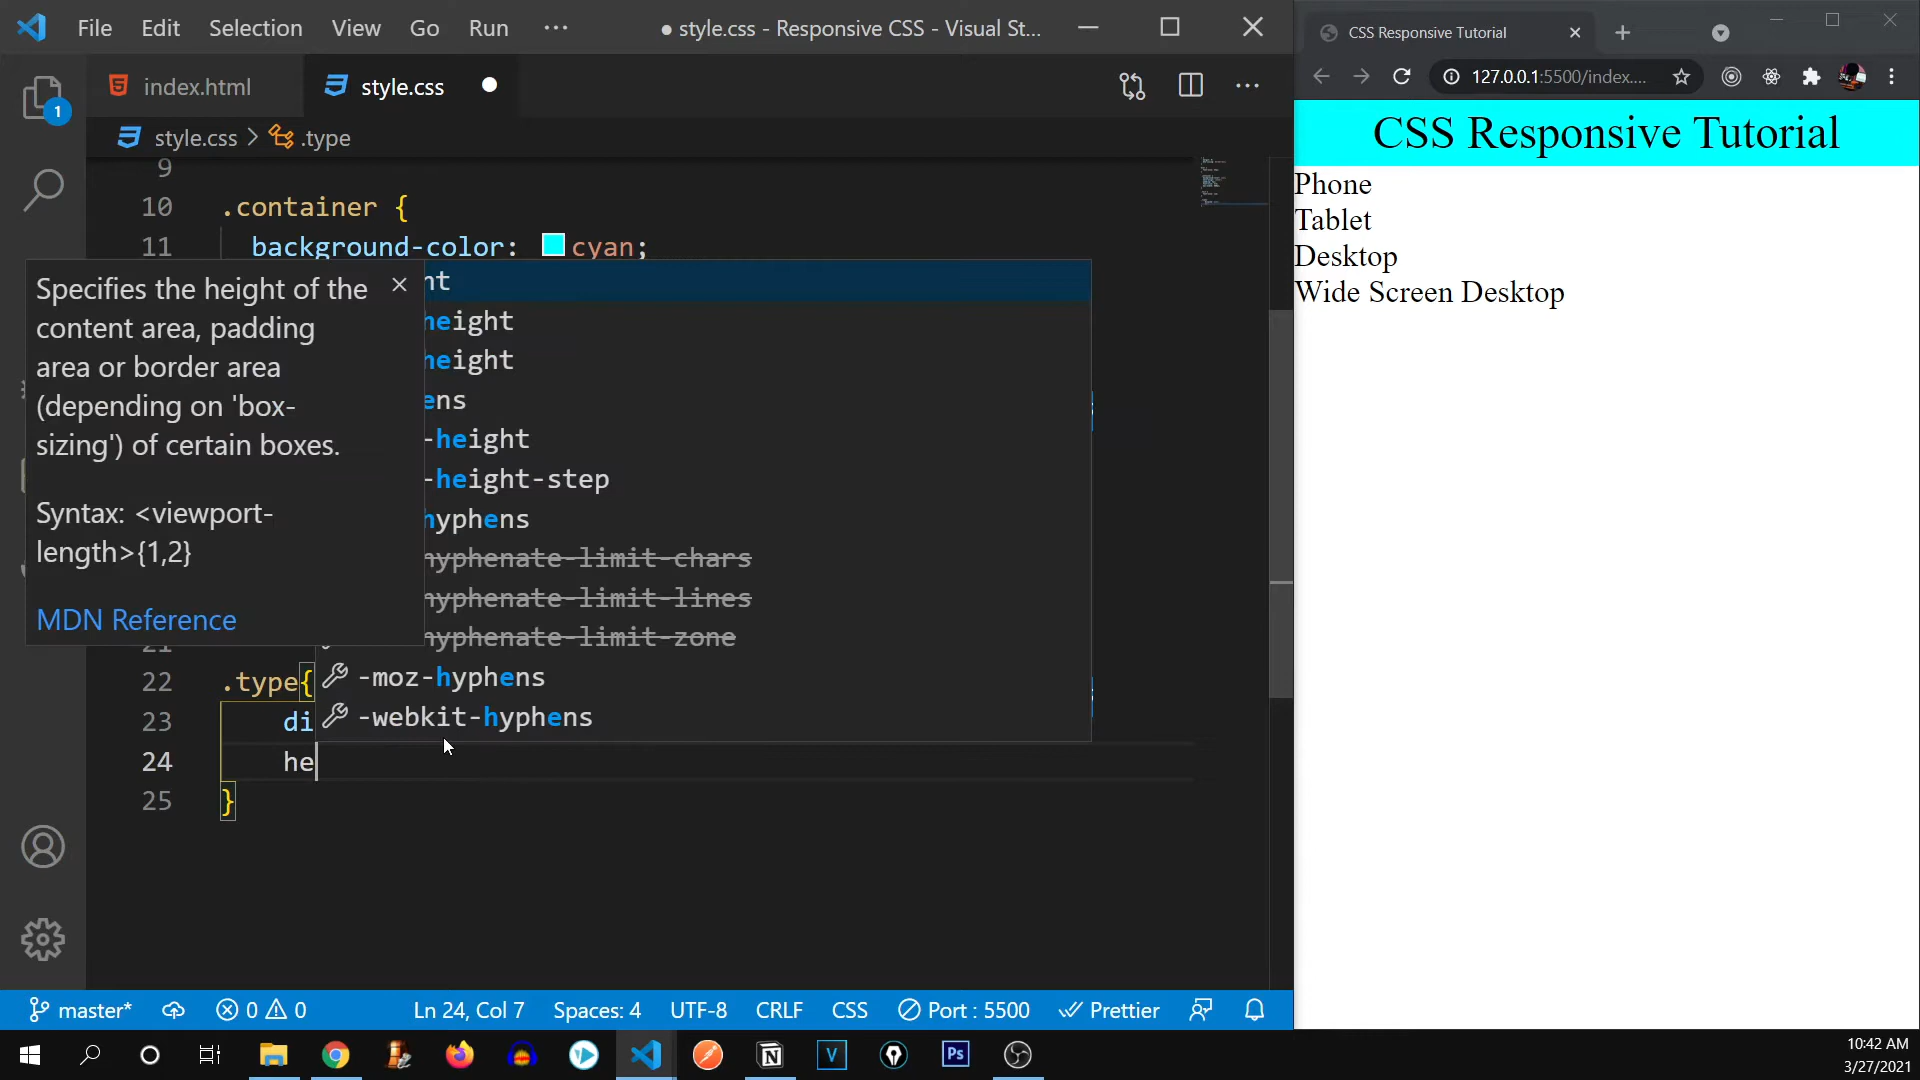 File Edit Selection View Go Run ··· ● style.css - Responsive CSS - Visual St...
index.html style.css ●
style.css > .type
9
10 .container {
11 background-color: cyan;
Specifies the height of the
content area, padding
area or border area
(depending on 'box-
sizing') of certain boxes.
Syntax: <viewport-
length>{1,2}
MDN Reference
ht
height
height
ens
-height
-height-step
hyphens
hyphenate-limit-chars
hyphenate-limit-lines
hyphenate-limit-zone
-moz-hyphens
-webkit-hyphens
21
22 .type{
23 di
24 he
25 }
1
master* 0 0 Ln 24, Col 7 Spaces: 4 UTF-8 CRLF CSS Port : 5500 Prettier
CSS Responsive Tutorial
127.0.0.1:5500/index....
CSS Responsive Tutorial
Phone
Tablet
Desktop
Wide Screen Desktop
N V Ps
10:42 AM
3/27/2021